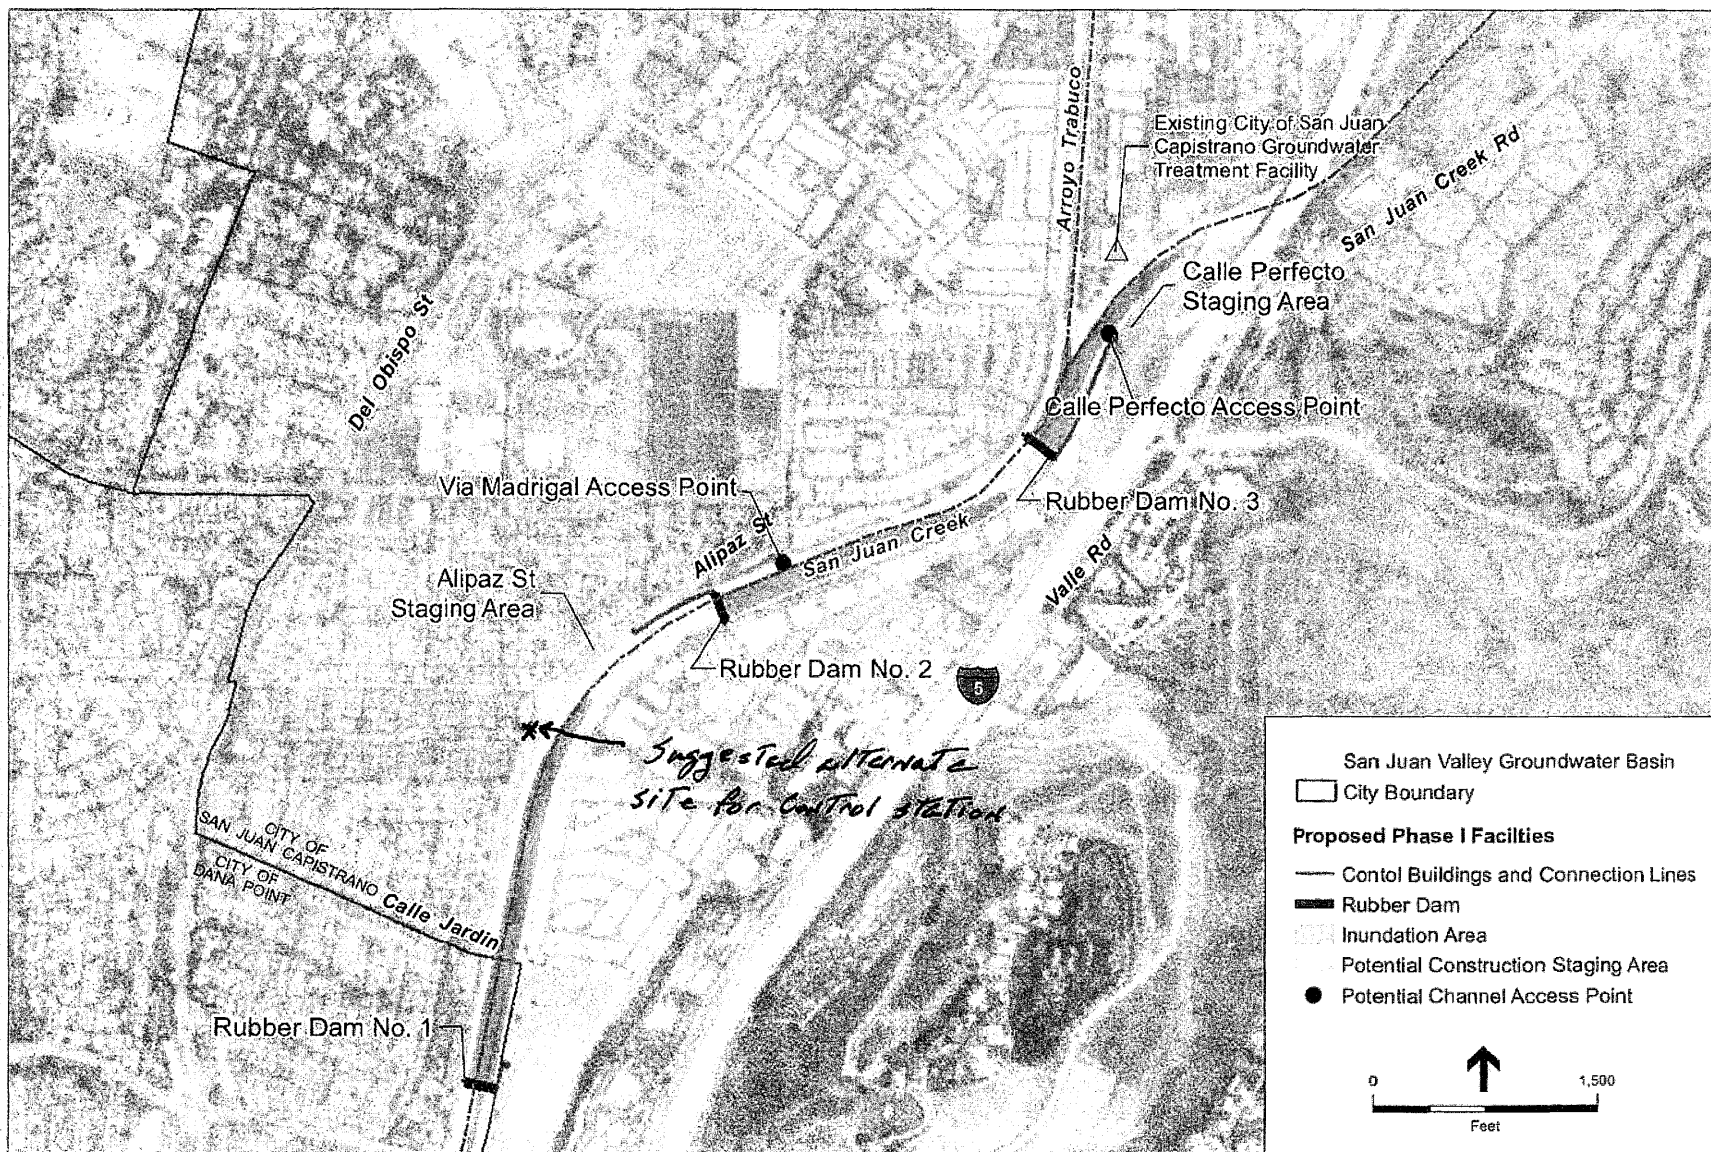 Arroyo Trabuco
Existing City of San Juan
Capistrano Groundwater
Treatment Facility
San Juan Creek Rd
Calle Perfecto
Staging Area
Del Obispo St
Calle Perfecto Access Point
Via Madrigal Access Point
Rubber Dam No. 3
Alipaz St
San Juan Creek
Valle Rd
Alipaz St
Staging Area
Rubber Dam No. 2
5
Suggested alternate
site for control station
CITY OF
SAN JUAN CAPISTRANO
CITY OF
DANA POINT
Calle Jardin
Rubber Dam No. 1
San Juan Valley Groundwater Basin
City Boundary
Proposed Phase I Facilties
Contol Buildings and Connection Lines
Rubber Dam
Inundation Area
Potential Construction Staging Area
Potential Channel Access Point
0 1,500
Feet